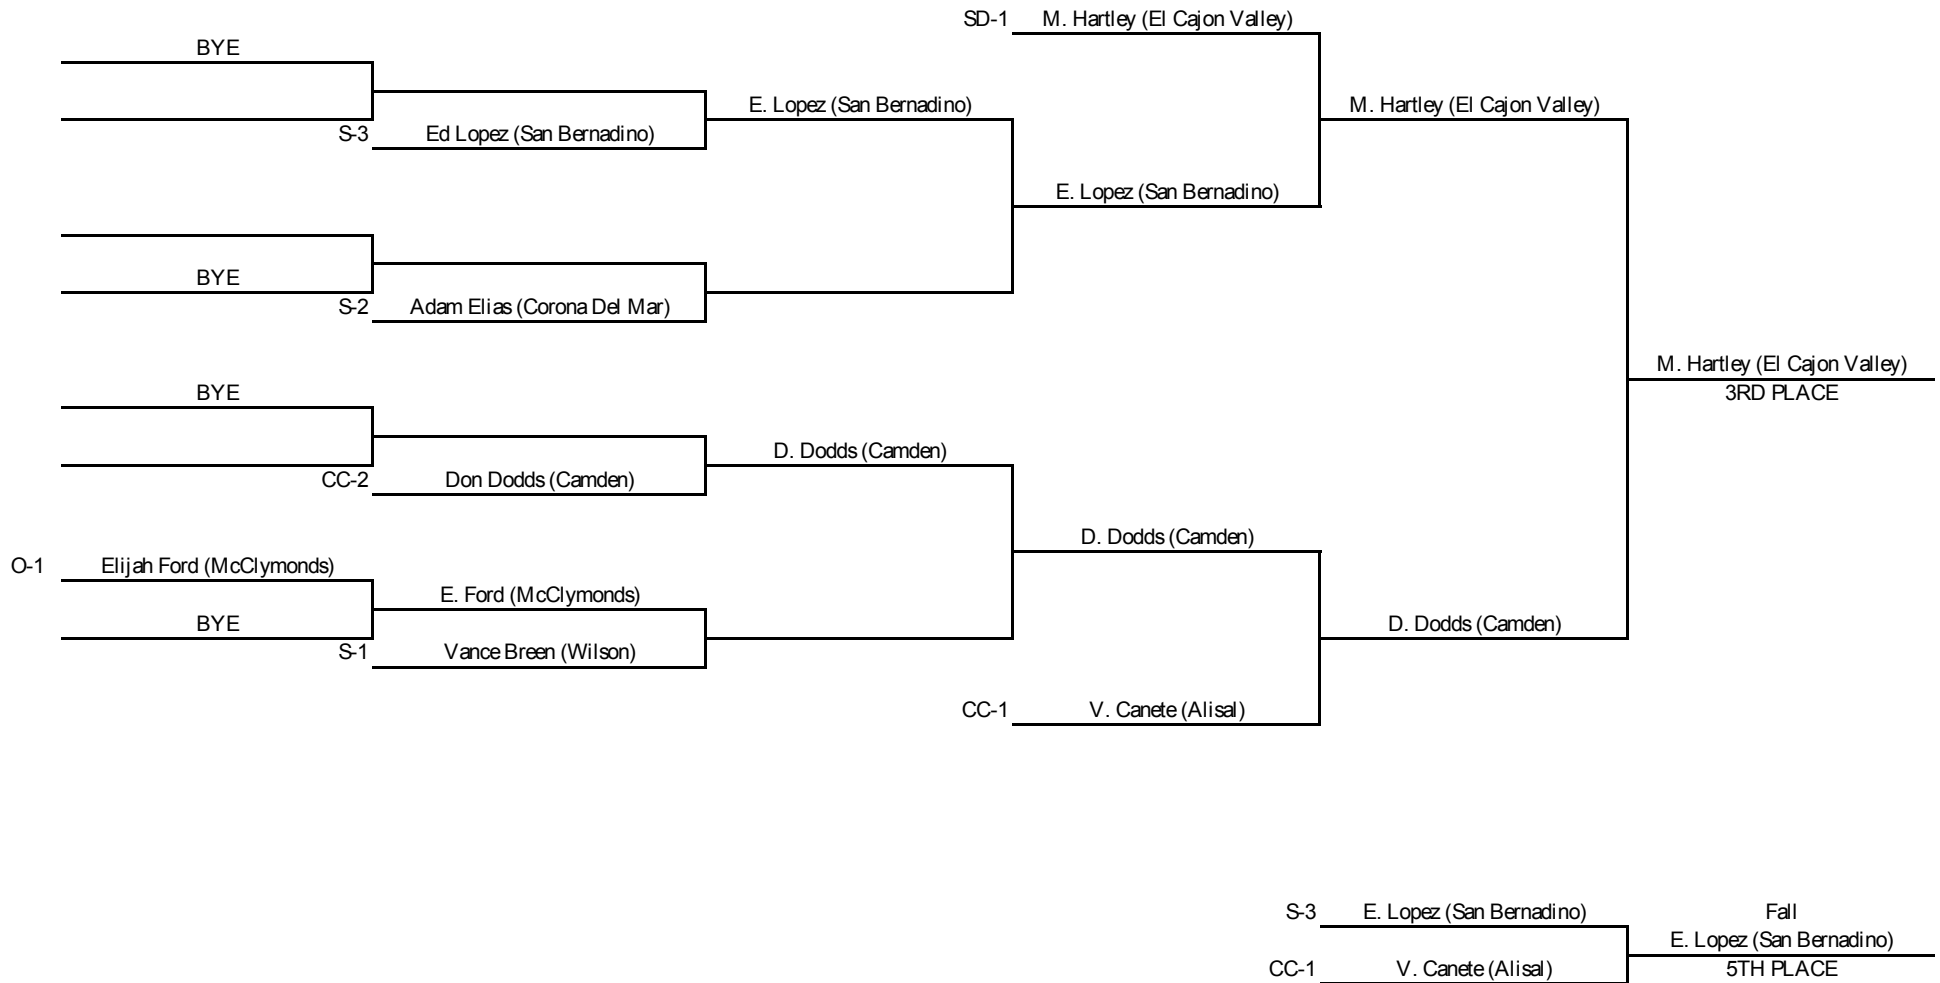 SD-1 M. Hartley (El Cajon Valley)
BYE
E. Lopez (San Bernadino) M. Hartley (El Cajon Valley)
S-3 Ed Lopez (San Bernadino)
E. Lopez (San Bernadino)
BYE
S-2 Adam Elias (Corona Del Mar)
M. Hartley (El Cajon Valley)
BYE 3RD PLACE
D. Dodds (Camden)
CC-2 Don Dodds (Camden)
D. Dodds (Camden)
O-1 Elijah Ford (McClymonds)
E. Ford (McClymonds)
BYE D. Dodds (Camden)
S-1 Vance Breen (Wilson)
CC-1 V. Canete (Alisal)
S-3 E. Lopez (San Bernadino) Fall
E. Lopez (San Bernadino)
CC-1 V. Canete (Alisal) 5TH PLACE